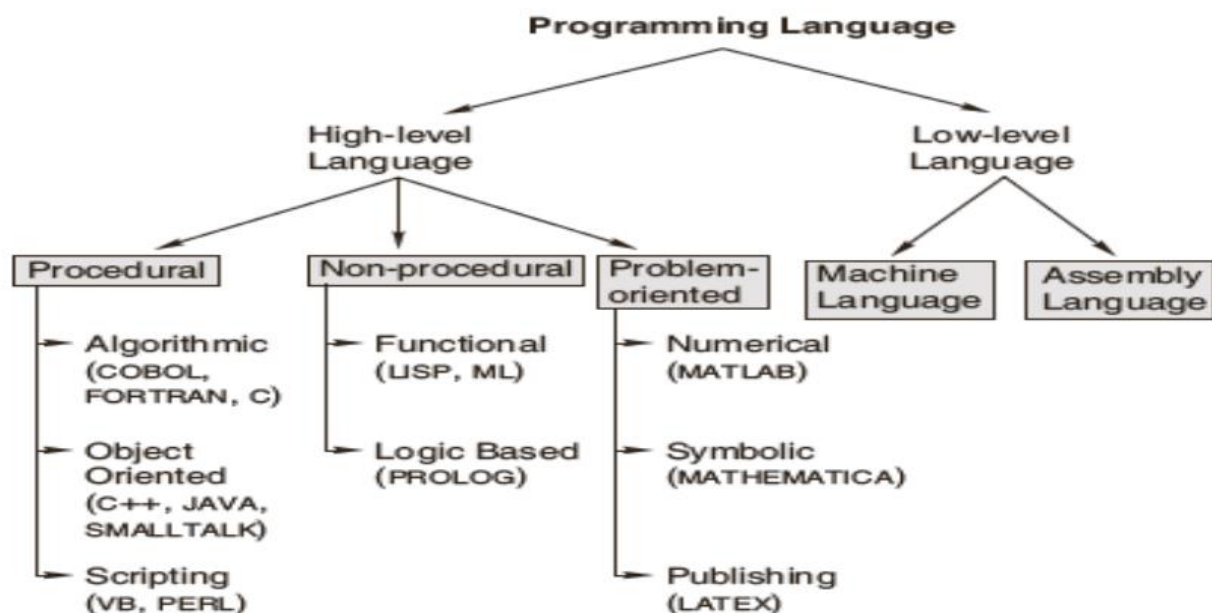 Programming Language
High-level
Language
Low-level
Language
Procedural
Non-procedural
Problem-
oriented
Machine
Language
Assembly
Language
Algorithmic
(COBOL,
FORTRAN, C)
Object
Oriented
(C++, JAVA,
SMALLTALK)
Scripting
(VB, PERL)
Functional
(LISP, ML)
Logic Based
(PROLOG)
Numerical
(MATLAB)
Symbolic
(MATHEMATICA)
Publishing
(LATEX)